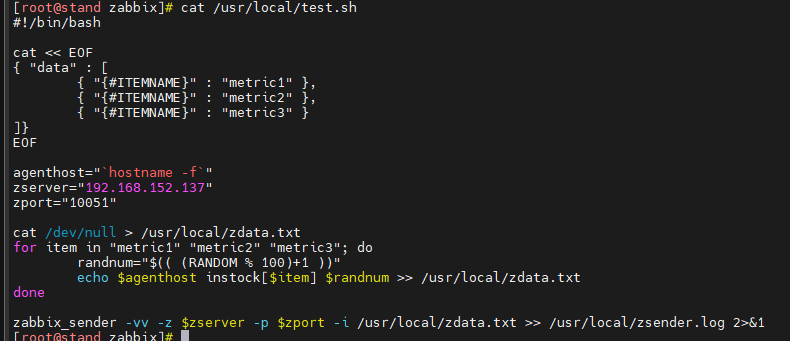 [root@stand zabbix]# cat /usr/local/test.sh
#!/bin/bash
cat << EOF
{ "data" : [
        { "{#ITEMNAME}" : "metric1" },
        { "{#ITEMNAME}" : "metric2" },
        { "{#ITEMNAME}" : "metric3" }
]}
EOF
agenthost="`hostname -f`"
zserver="192.168.152.137"
zport="10051"
cat /dev/null > /usr/local/zdata.txt
for item in "metric1" "metric2" "metric3"; do
        randnum="$(( (RANDOM % 100)+1 ))"
        echo $agenthost instock[$item] $randnum >> /usr/local/zdata.txt
done
zabbix_sender -vv -z $zserver -p $zport -i /usr/local/zdata.txt >> /usr/local/zsender.log 2>&1
[root@stand zabbix]#